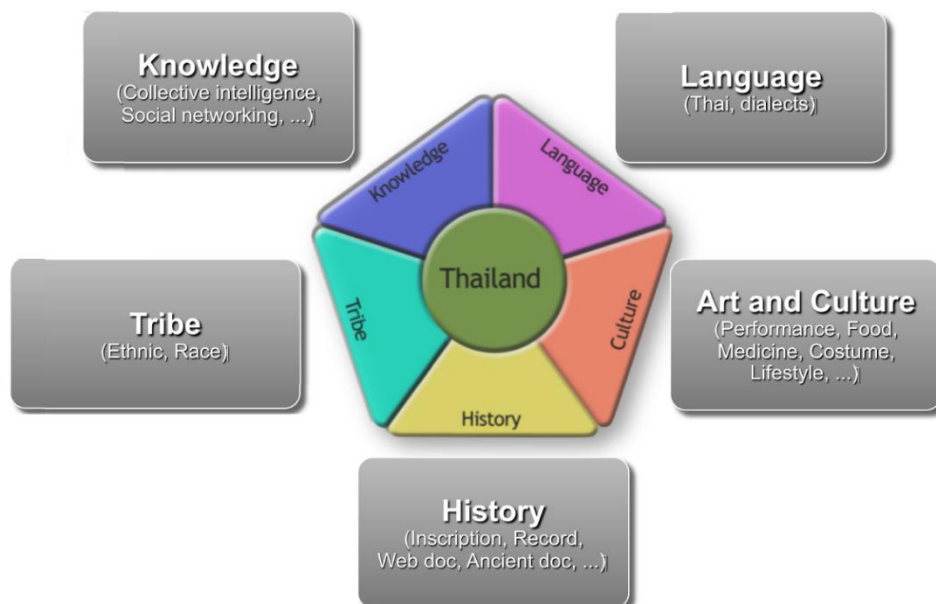 Knowledge
(Collective intelligence,
Social networking, ...)
Language
(Thai, dialects)
Knowledge
Language
Tribe
(Ethnic, Race)
Thailand
Art and Culture
(Performance, Food,
Medicine, Costume,
Lifestyle, ...)
Tribe
Culture
History
History
(Inscription, Record,
Web doc, Ancient doc, ...)